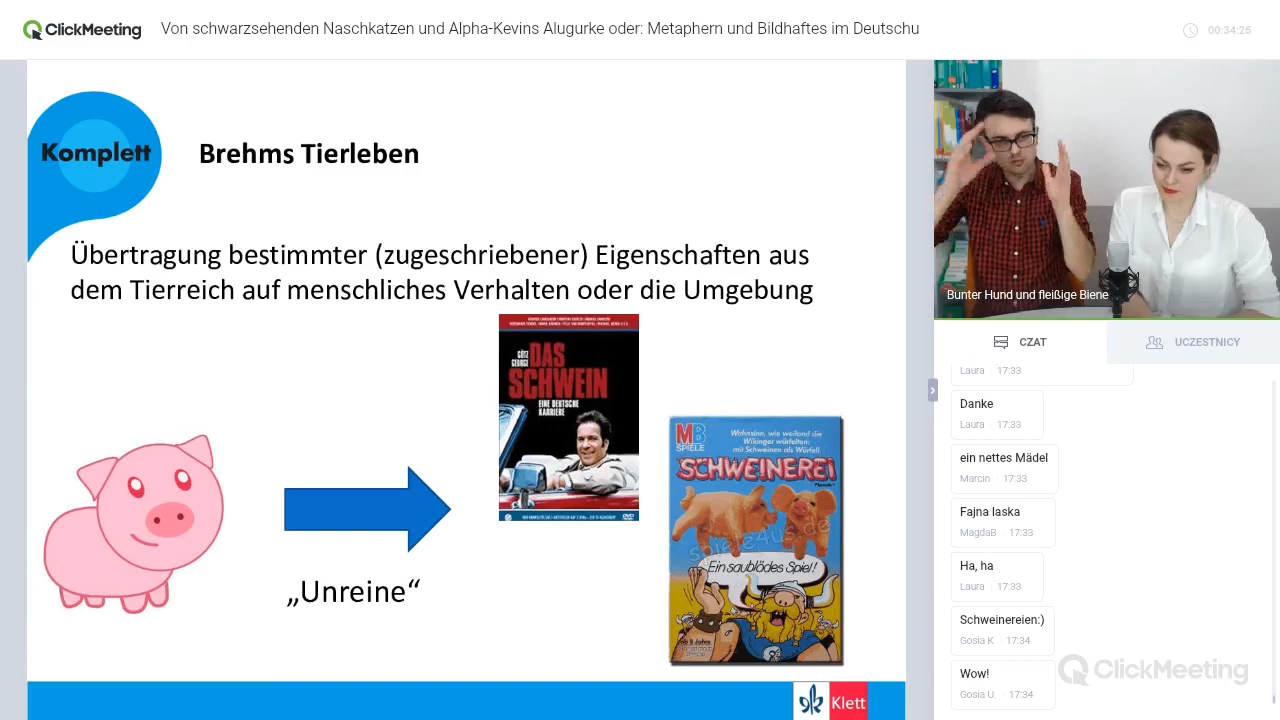 ClickMeeting
Von schwarzsehenden Naschkatzen und Alpha-Kevins Alugurke oder: Metaphern und Bildhaftes im Deutschu
00:34:25
Komplett
Brehms Tierleben
Übertragung bestimmter (zugeschriebener) Eigenschaften aus
dem Tierreich auf menschliches Verhalten oder die Umgebung
GÖTZ
GEORGE
DAS
SCHWEIN
EINE DEUTSCHE
KARRIERE
MB
SPIELE
Wahnsinn, wie weiland die
Wikinger würfelten:
mit Schweinen als Würfel!
SCHWEINEREI
spiele4us.de
Ein saublödes Spiel!
„Unreine“
Klett
Bunter Hund und fleißige Biene
CZAT
UCZESTNICY
Laura 17:33
Danke
Laura 17:33
ein nettes Mädel
Marcin 17:33
Fajna laska
MagdaB 17:33
Ha, ha
Laura 17:33
Schweinereien:)
Gosia K 17:34
Wow!
Gosia U. 17:34
ClickMeeting